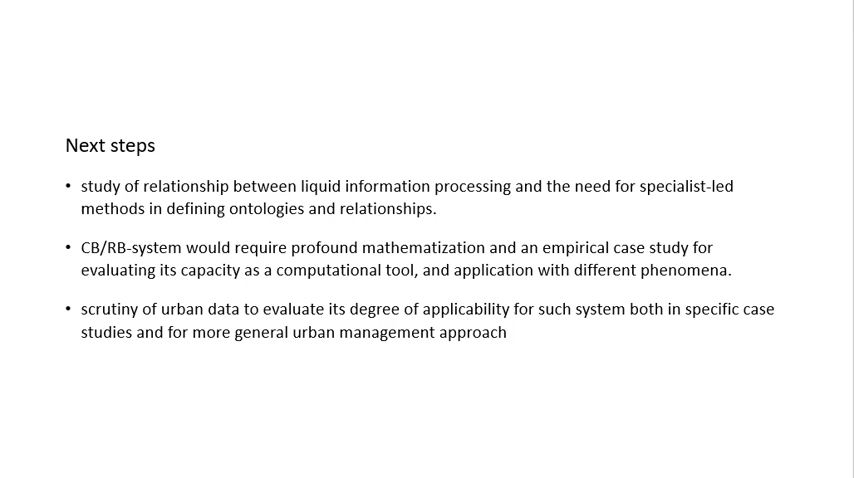 Next steps
• study of relationship between liquid information processing and the need for specialist-led
methods in defining ontologies and relationships.
• CB/RB-system would require profound mathematization and an empirical case study for
evaluating its capacity as a computational tool, and application with different phenomena.
• scrutiny of urban data to evaluate its degree of applicability for such system both in specific case
studies and for more general urban management approach